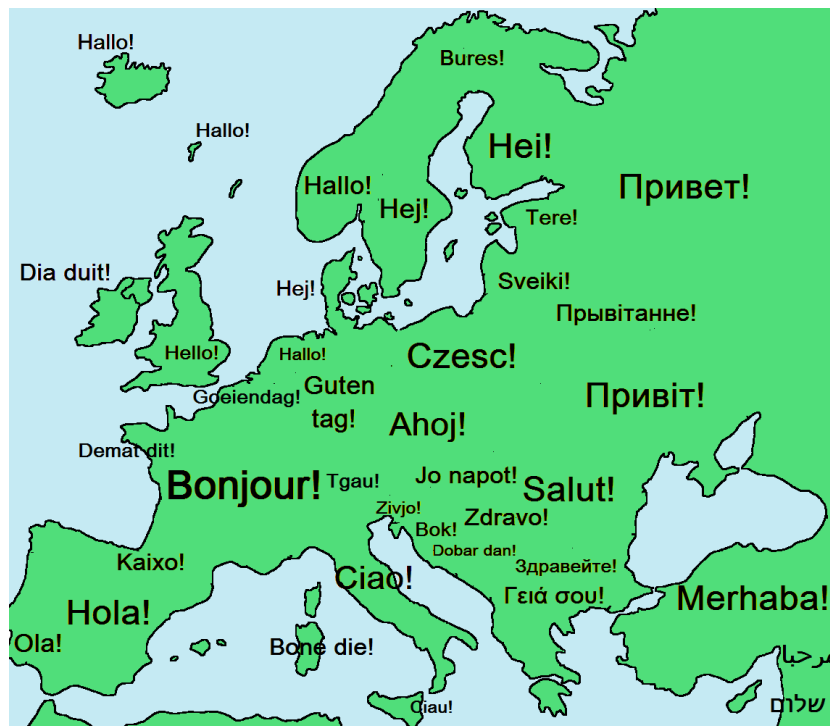 Hallo!
Bures!
Hallo!
Hei!
Hallo!
Привет!
Hej!
Tere!
Dia duit!
Sveiki!
Hej!
Прывітанне!
Hello!
Hallo!
Czesc!
Goeiendag!
Guten
tag!
Привіт!
Ahoj!
Demat dit!
Bonjour!
Tgau!
Jo napot!
Salut!
Zivjo!
Zdravo!
Bok!
Dobar dan!
Kaixo!
Здравейте!
Ciao!
Γειά σου!
Merhaba!
Hola!
Ola!
Bone die!
مرحبا
Ciau!
שלום